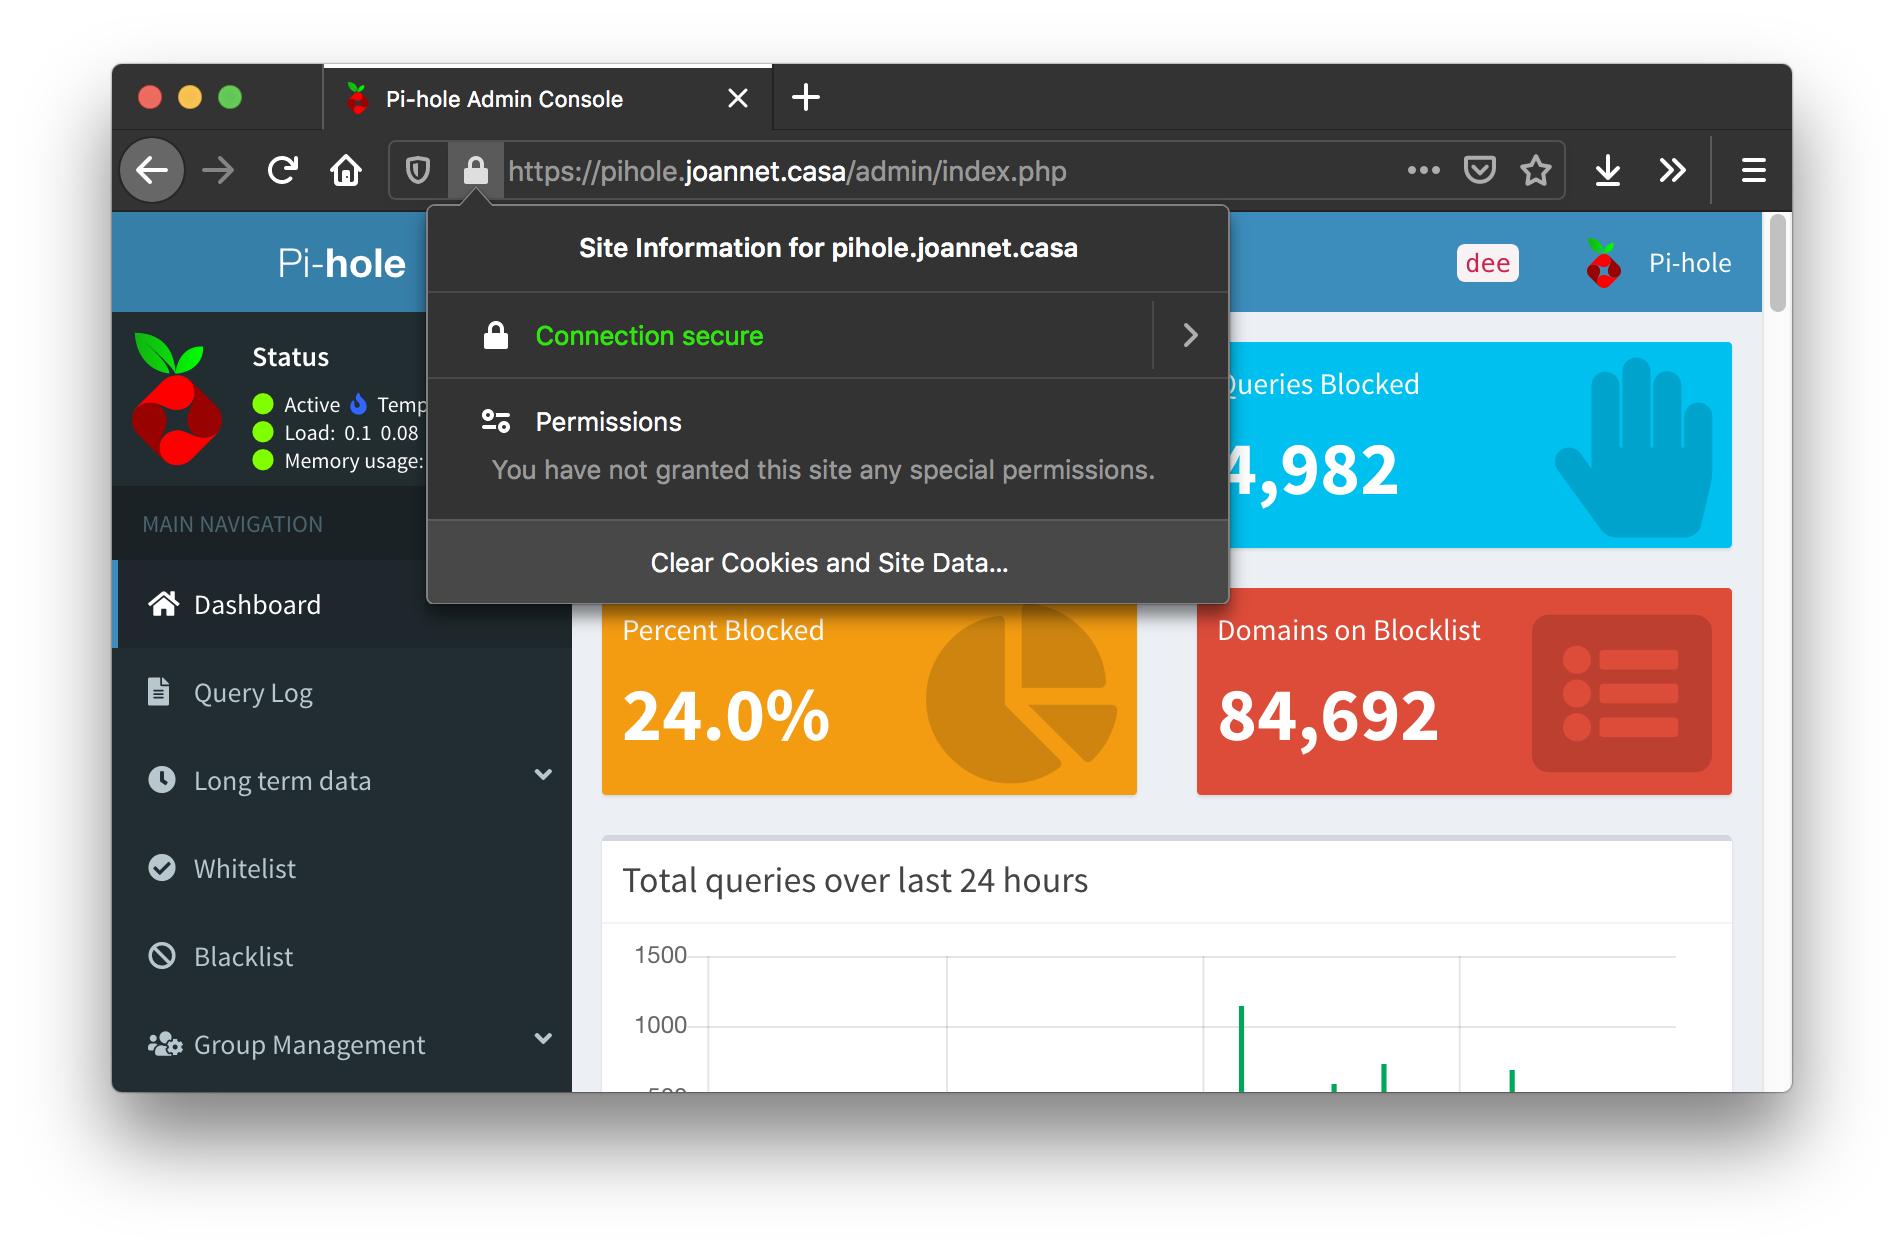 Pi-hole Admin Console
https://pihole.joannet.casa/admin/index.php
Site Information for pihole.joannet.casa
Connection secure
Permissions
You have not granted this site any special permissions.
Clear Cookies and Site Data...
Pi-hole
dee
Pi-hole
Status
Active Temp
Load: 0.1 0.08
Memory usage:
MAIN NAVIGATION
Dashboard
Query Log
Long term data
Whitelist
Blacklist
Group Management
Queries Blocked
4,982
Percent Blocked
24.0%
Domains on Blocklist
84,692
Total queries over last 24 hours
1500
1000
500